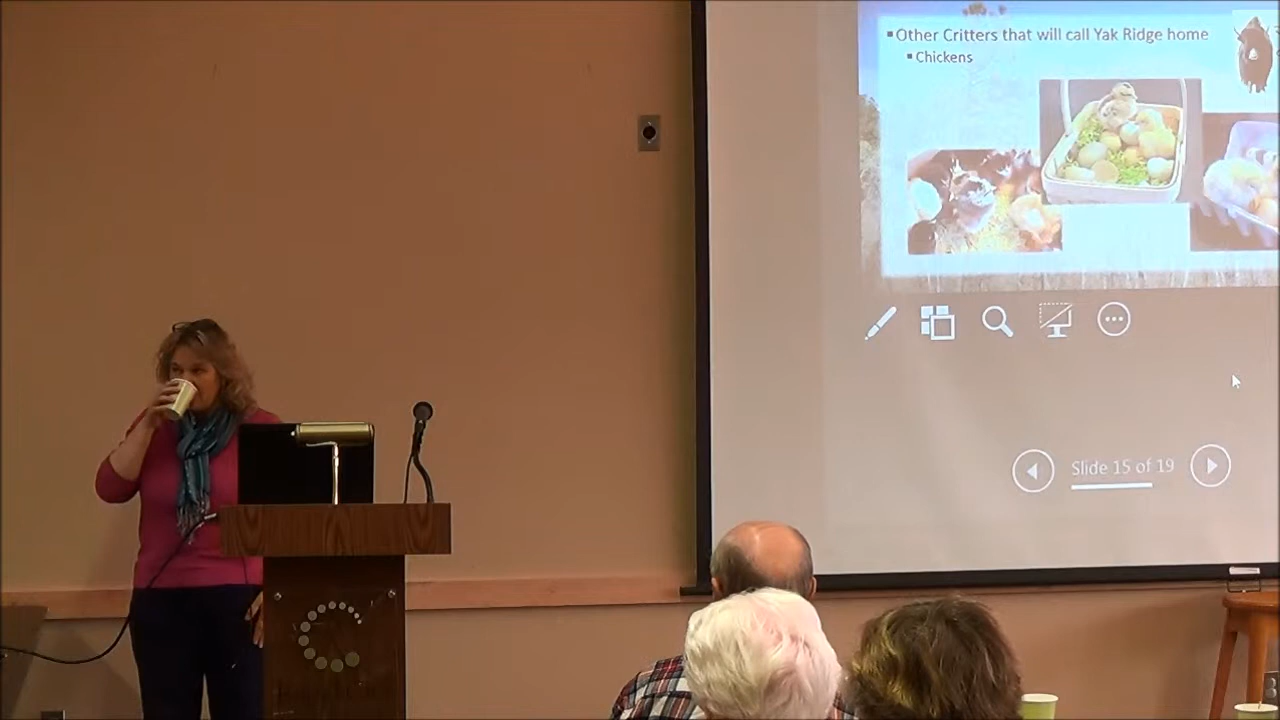 ▪Other Critters that will call Yak Ridge home
▪Chickens
Slide 15 of 19